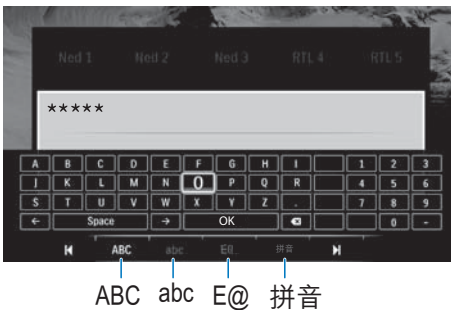 Ned 1 Ned 2 Ned 3 RTL 4 RTL 5
*****
A B C D E F G H I 1 2 3
J K L M N O P Q R 4 5 6
S T U V W X Y Z . 7 8 9
← Space → OK 0 -
ABC abc E@ 拼音
ABC abc E@ 拼音